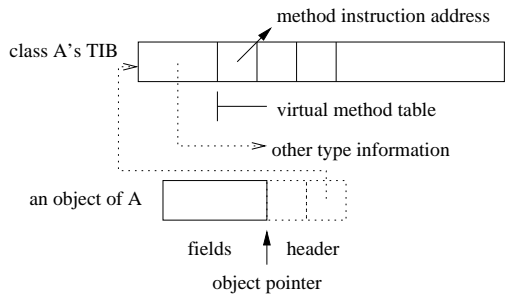 method instruction address
class A's TIB
virtual method table
other type information
an object of A
fields
header
object pointer